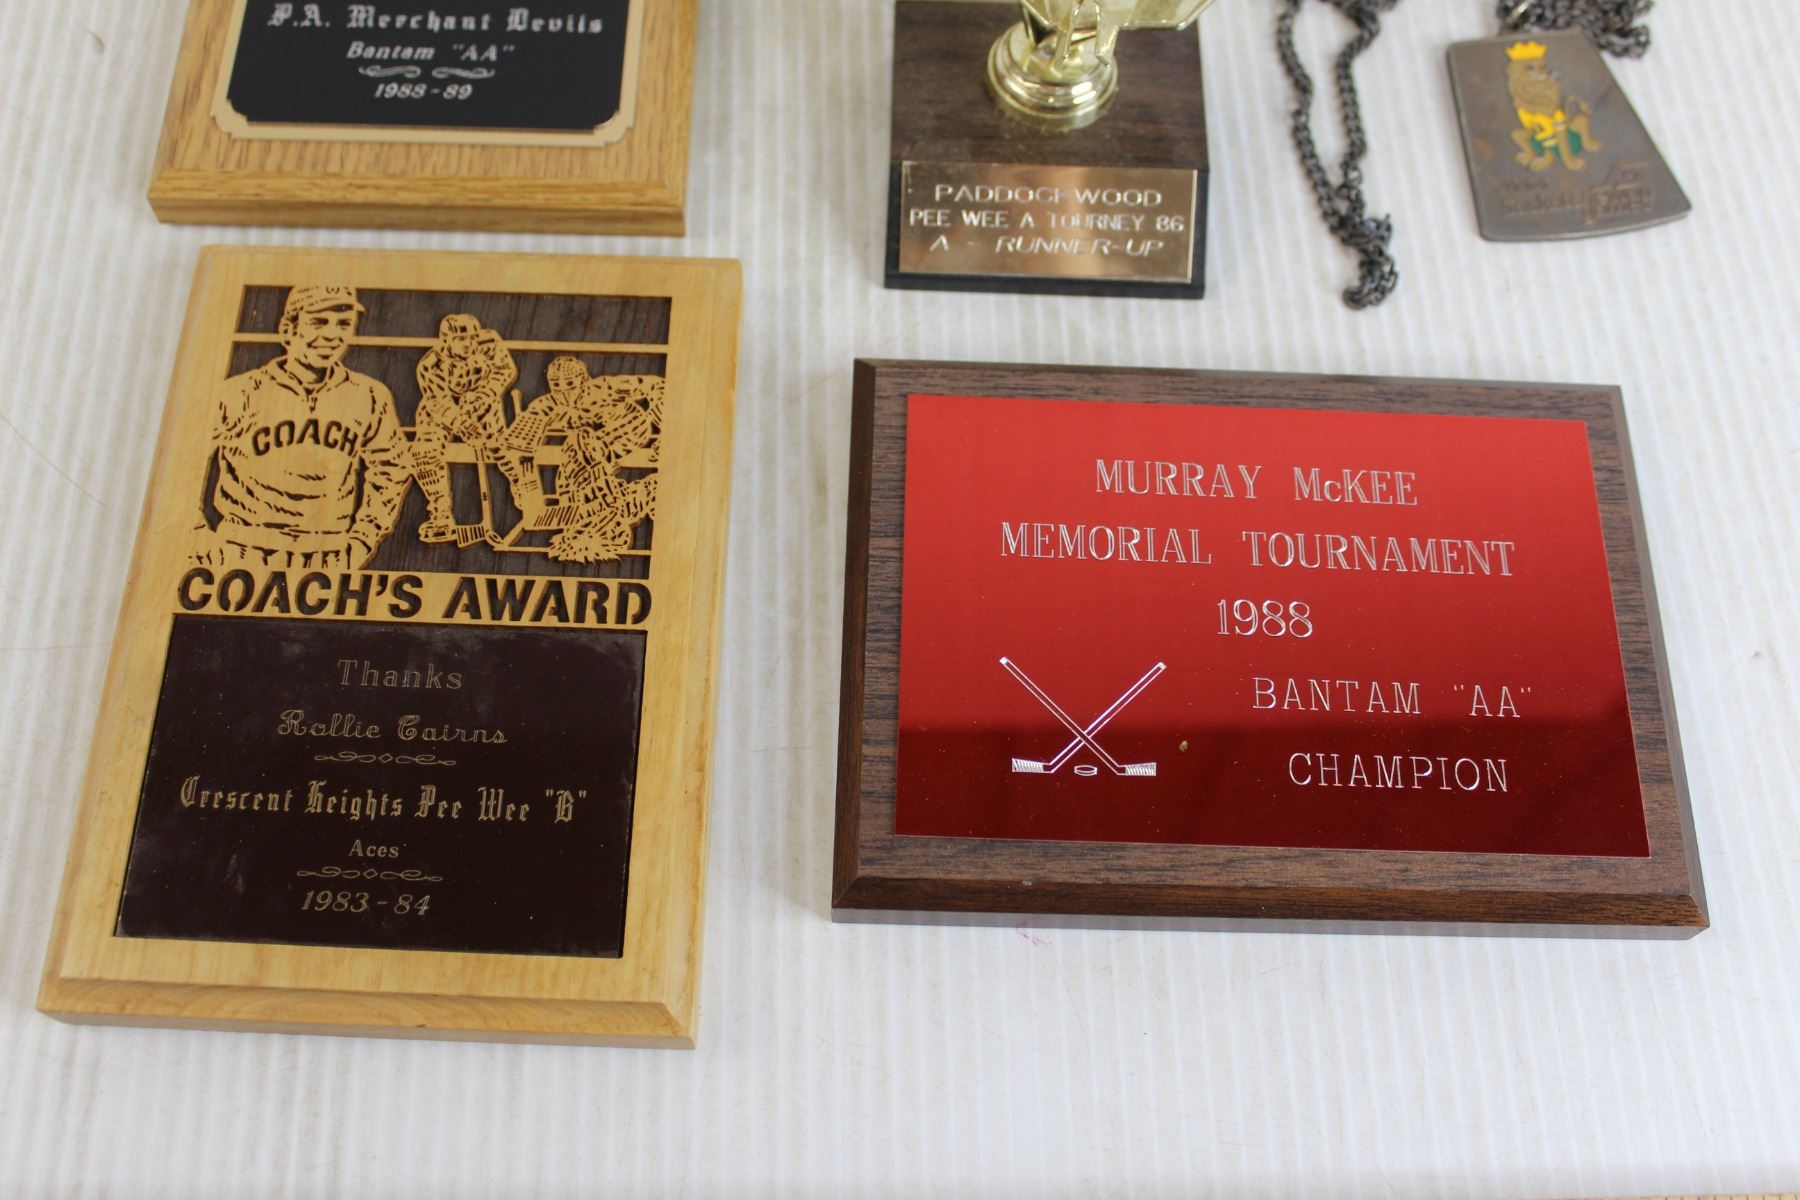 P.A. Merchant Devils
Bantam "AA"
1988-89
PADDOCKWOOD
PEE WEE A TOURNEY 86
A - RUNNER-UP
COACH
COACH'S AWARD
Thanks
Rollie Cairns
Crescent Heights Pee Wee "B"
Aces
1983-84
MURRAY McKEE
MEMORIAL TOURNAMENT
1988
BANTAM "AA"
CHAMPION